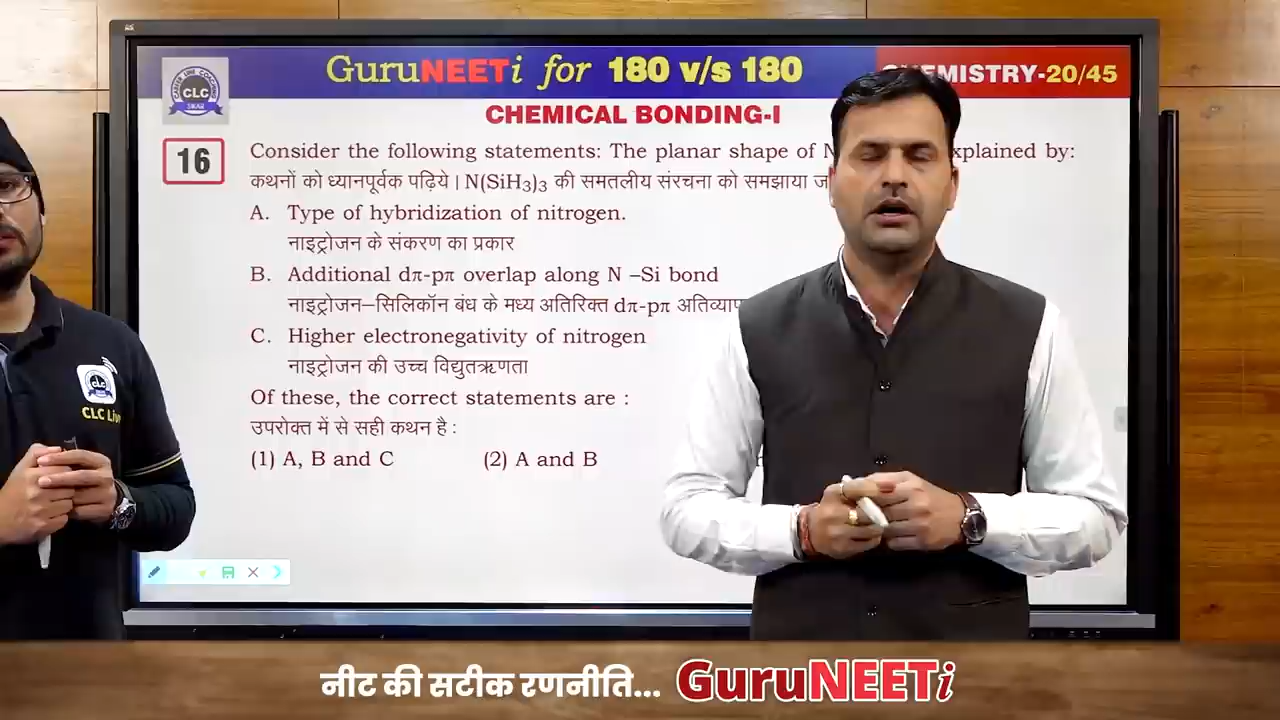 GuruNEETi for 180 v/s 180
CHEMISTRY-20/45
CLC
CHEMICAL BONDING-I
16
Consider the following statements: The planar shape of N explained by:
कथनों को ध्यानपूर्वक पढ़िये। N(SiH₃)₃ की समतलीय संरचना को समझाया
A. Type of hybridization of nitrogen.
नाइट्रोजन के संकरण का प्रकार
B. Additional dπ-pπ overlap along N –Si bond
नाइट्रोजन–सिलिकॉन बंध के मध्य अतिरिक्त dπ-pπ
C. Higher electronegativity of nitrogen
नाइट्रोजन की उच्च विद्युतऋणता
Of these, the correct statements are :
उपरोक्त में से सही कथन है :
(1) A, B and C (2) A and B
CLC Live
नीट की सटीक रणनीति... GuruNEETi